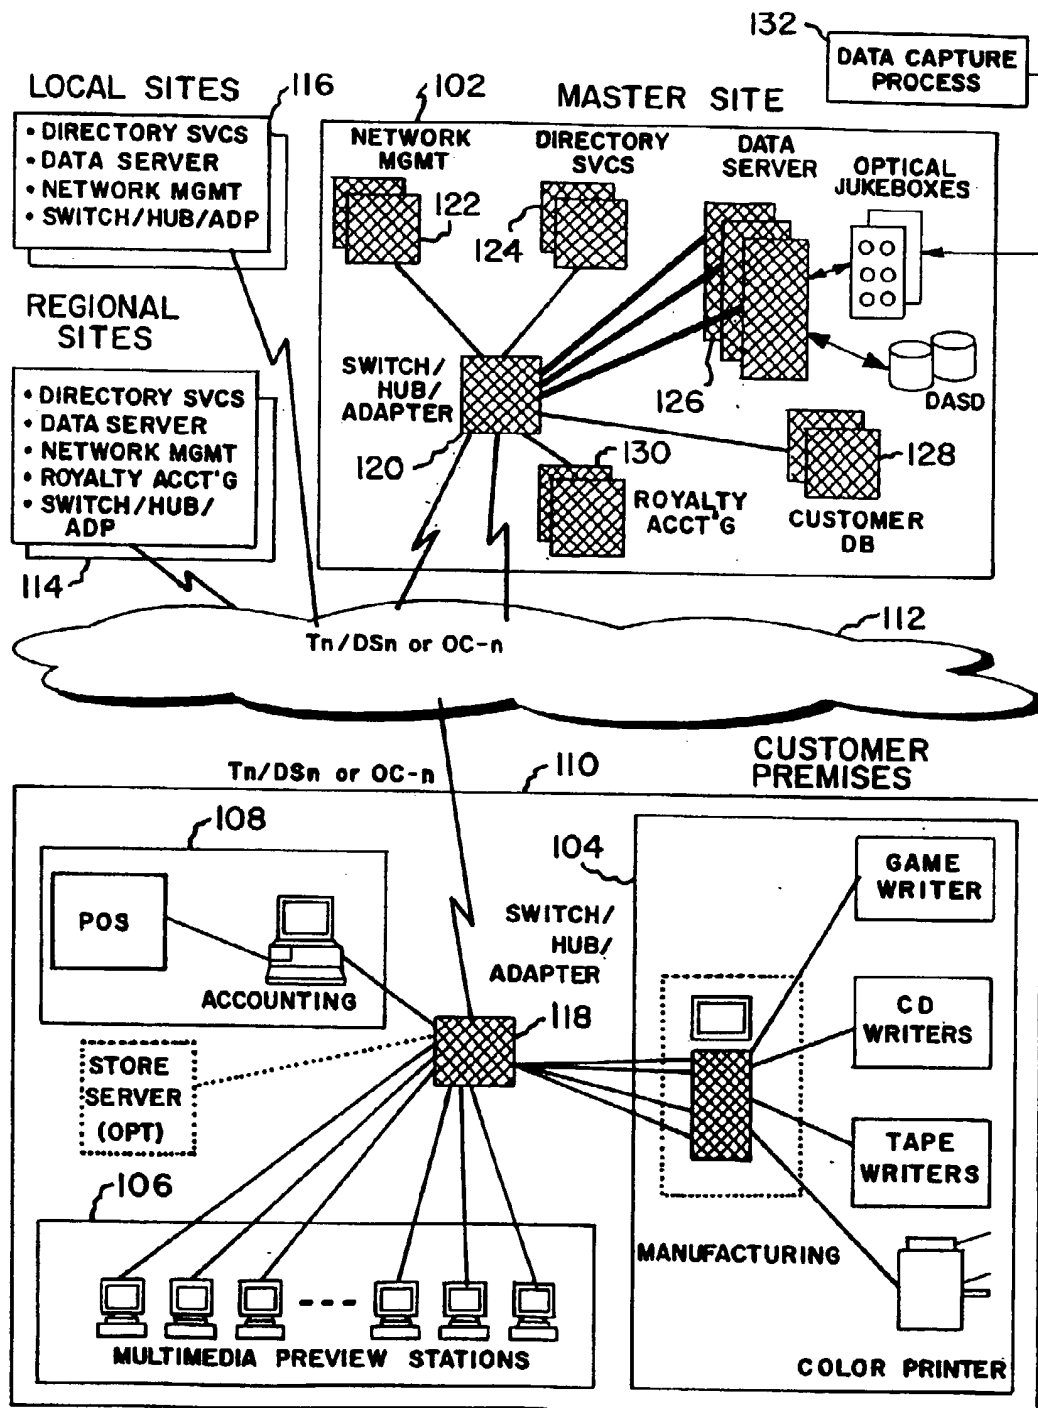 132
DATA CAPTURE
PROCESS
LOCAL SITES
116
• DIRECTORY SVCS
• DATA SERVER
• NETWORK MGMT
• SWITCH/HUB/ADP
102
MASTER SITE
NETWORK
MGMT
122
DIRECTORY
SVCS
124
DATA
SERVER
126
OPTICAL
JUKEBOXES
DASD
REGIONAL
SITES
• DIRECTORY SVCS
• DATA SERVER
• NETWORK MGMT
• ROYALTY ACCT'G
• SWITCH/HUB/
ADP
114
SWITCH/
HUB/
ADAPTER
120
130
ROYALTY
ACCT'G
128
CUSTOMER
DB
112
Tn/DSn or OC-n
Tn/DSn or OC-n
110
CUSTOMER
PREMISES
108
POS
ACCOUNTING
SWITCH/
HUB/
ADAPTER
118
STORE
SERVER
(OPT)
104
GAME
WRITER
CD
WRITERS
TAPE
WRITERS
MANUFACTURING
COLOR PRINTER
106
MULTIMEDIA PREVIEW STATIONS